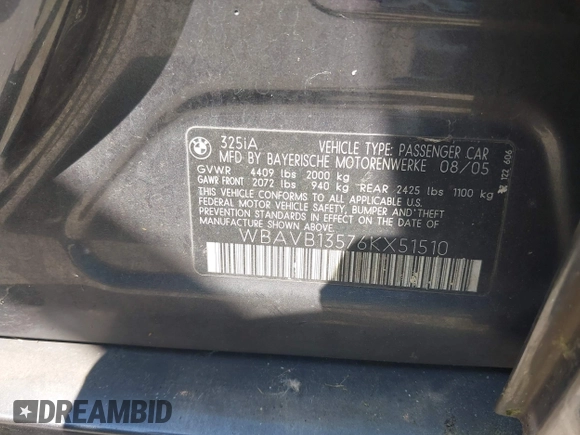 325iA VEHICLE TYPE: PASSENGER CAR
MFD BY BAYERISCHE MOTORENWERKE 08/05
GVWR 4409 lbs 2000 kg
GAWR FRONT 2072 lbs 940 kg REAR 2425 lbs 1100 kg
THIS VEHICLE CONFORMS TO ALL APPLICABLE U.S.
FEDERAL MOTOR VEHICLE SAFETY, BUMPER AND THEFT
PREVENTION STANDARDS IN EFFECT ON THE DATE OF
MANUFACTURE SHOWN ABOVE.
WBAVB13576KX51510
122 606
DREAMBID